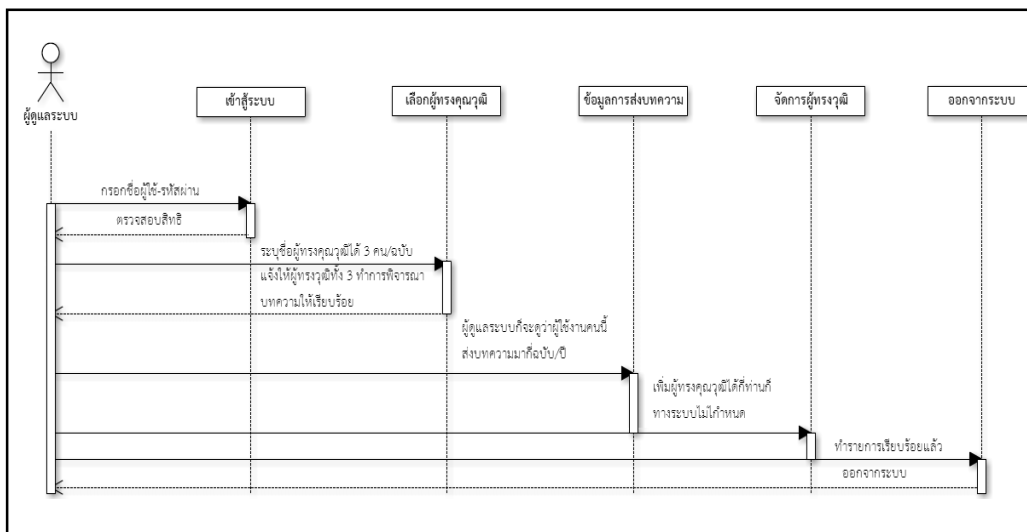 ผู้ดูแลระบบ
เข้าสู่ระบบ
เลือกผู้ทรงคุณวุฒิ
ข้อมูลการส่งบทความ
จัดการผู้ทรงวุฒิ
ออกจากระบบ
กรอกชื่อผู้ใช้-รหัสผ่าน
ตรวจสอบสิทธิ
ระบุชื่อผู้ทรงคุณวุฒิได้ 3 คน/ฉบับ
แจ้งให้ผู้ทรงวุฒิทั้ง 3 ทำการพิจารณา
บทความให้เรียบร้อย
ผู้ดูแลระบบก็จะดูว่าผู้ใช้งานคนนี้
ส่งบทความมากี่ฉบับ/ปี
เพิ่มผู้ทรงคุณวุฒิได้กี่ท่านก็
ทางระบบไม่ได้กำหนด
ทำรายการเรียบร้อยแล้ว
ออกจากระบบ